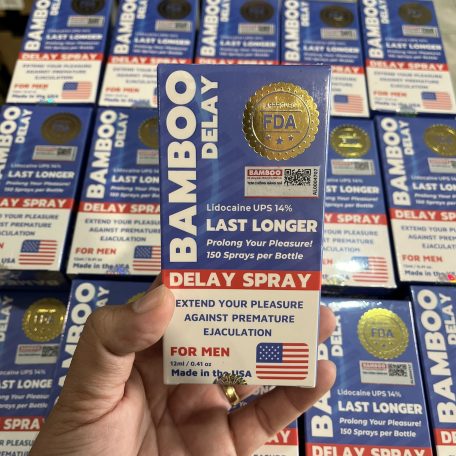 BAMBOO
DELAY
FDA
BAMBOO
Lidocaine UPS 14%
LAST LONGER
Prolong Your Pleasure!
150 Sprays per Bottle
DELAY SPRAY
EXTEND YOUR PLEASURE
AGAINST PREMATURE
EJACULATION
FOR MEN
12ml / 0.41 oz
Made in the USA